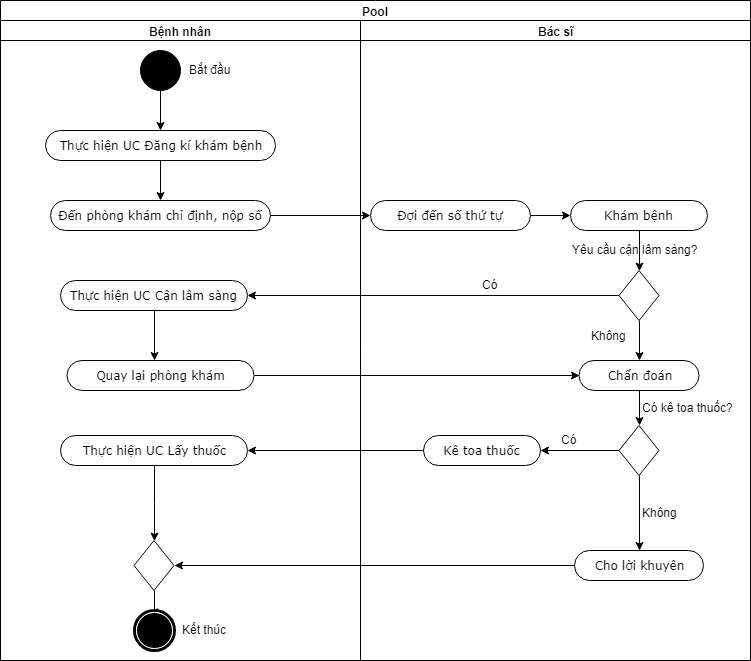 Pool
Bệnh nhân
Bác sĩ
Bắt đầu
Thực hiện UC Đăng kí khám bệnh
Đến phòng khám chỉ định, nộp số
Đợi đến số thứ tự
Khám bệnh
Yêu cầu cận lâm sàng?
Thực hiện UC Cận lâm sàng
Có
Không
Quay lại phòng khám
Chẩn đoán
Có kê toa thuốc?
Thực hiện UC Lấy thuốc
Kê toa thuốc
Có
Không
Cho lời khuyên
Kết thúc